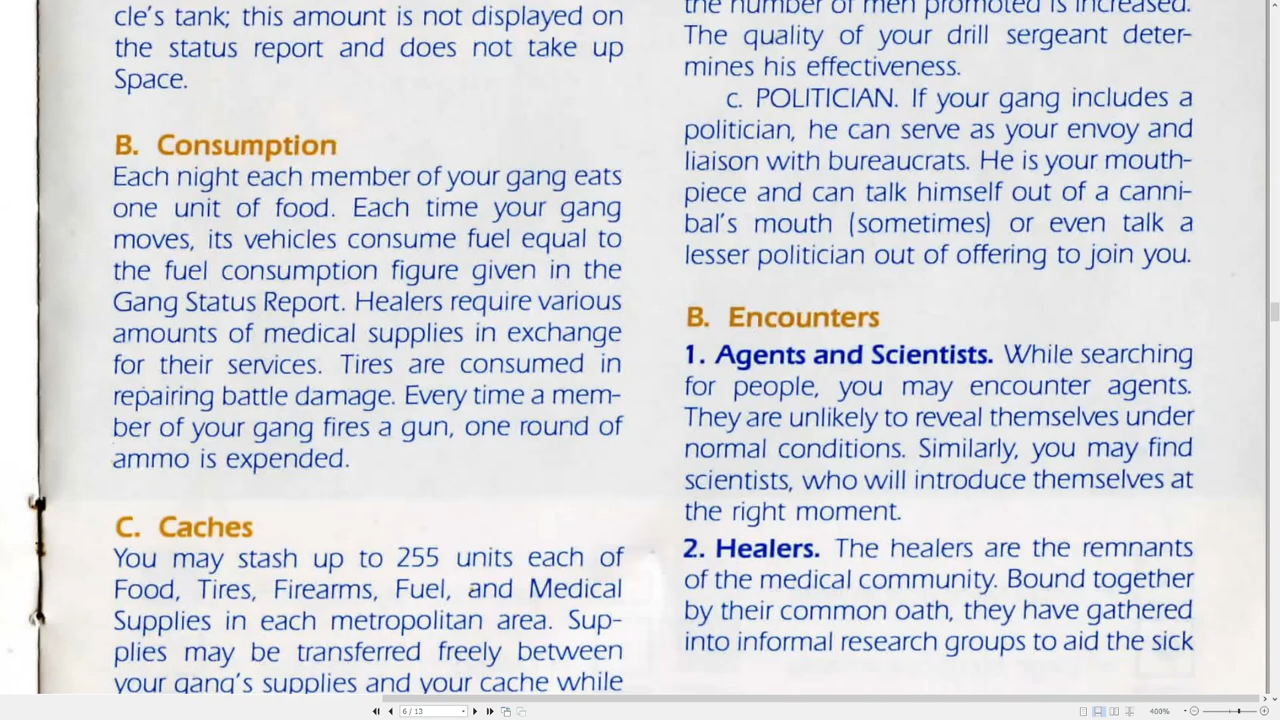 cle's tank; this amount is not displayed on
the status report and does not take up
Space.
B. Consumption
Each night each member of your gang eats
one unit of food. Each time your gang
moves, its vehicles consume fuel equal to
the fuel consumption figure given in the
Gang Status Report. Healers require various
amounts of medical supplies in exchange
for their services. Tires are consumed in
repairing battle damage. Every time a mem-
ber of your gang fires a gun, one round of
ammo is expended.
C. Caches
You may stash up to 255 units each of
Food, Tires, Firearms, Fuel, and Medical
Supplies in each metropolitan area. Sup-
plies may be transferred freely between
your gang's supplies and your cache while
the number of men promoted is increased.
The quality of your drill sergeant deter-
mines his effectiveness.
c. POLITICIAN. If your gang includes a
politician, he can serve as your envoy and
liaison with bureaucrats. He is your mouth-
piece and can talk himself out of a canni-
bal's mouth (sometimes) or even talk a
lesser politician out of offering to join you.
B. Encounters
1. Agents and Scientists. While searching
for people, you may encounter agents.
They are unlikely to reveal themselves under
normal conditions. Similarly, you may find
scientists, who will introduce themselves at
the right moment.
2. Healers. The healers are the remnants
of the medical community. Bound together
by their common oath, they have gathered
into informal research groups to aid the sick
6 / 13
400%